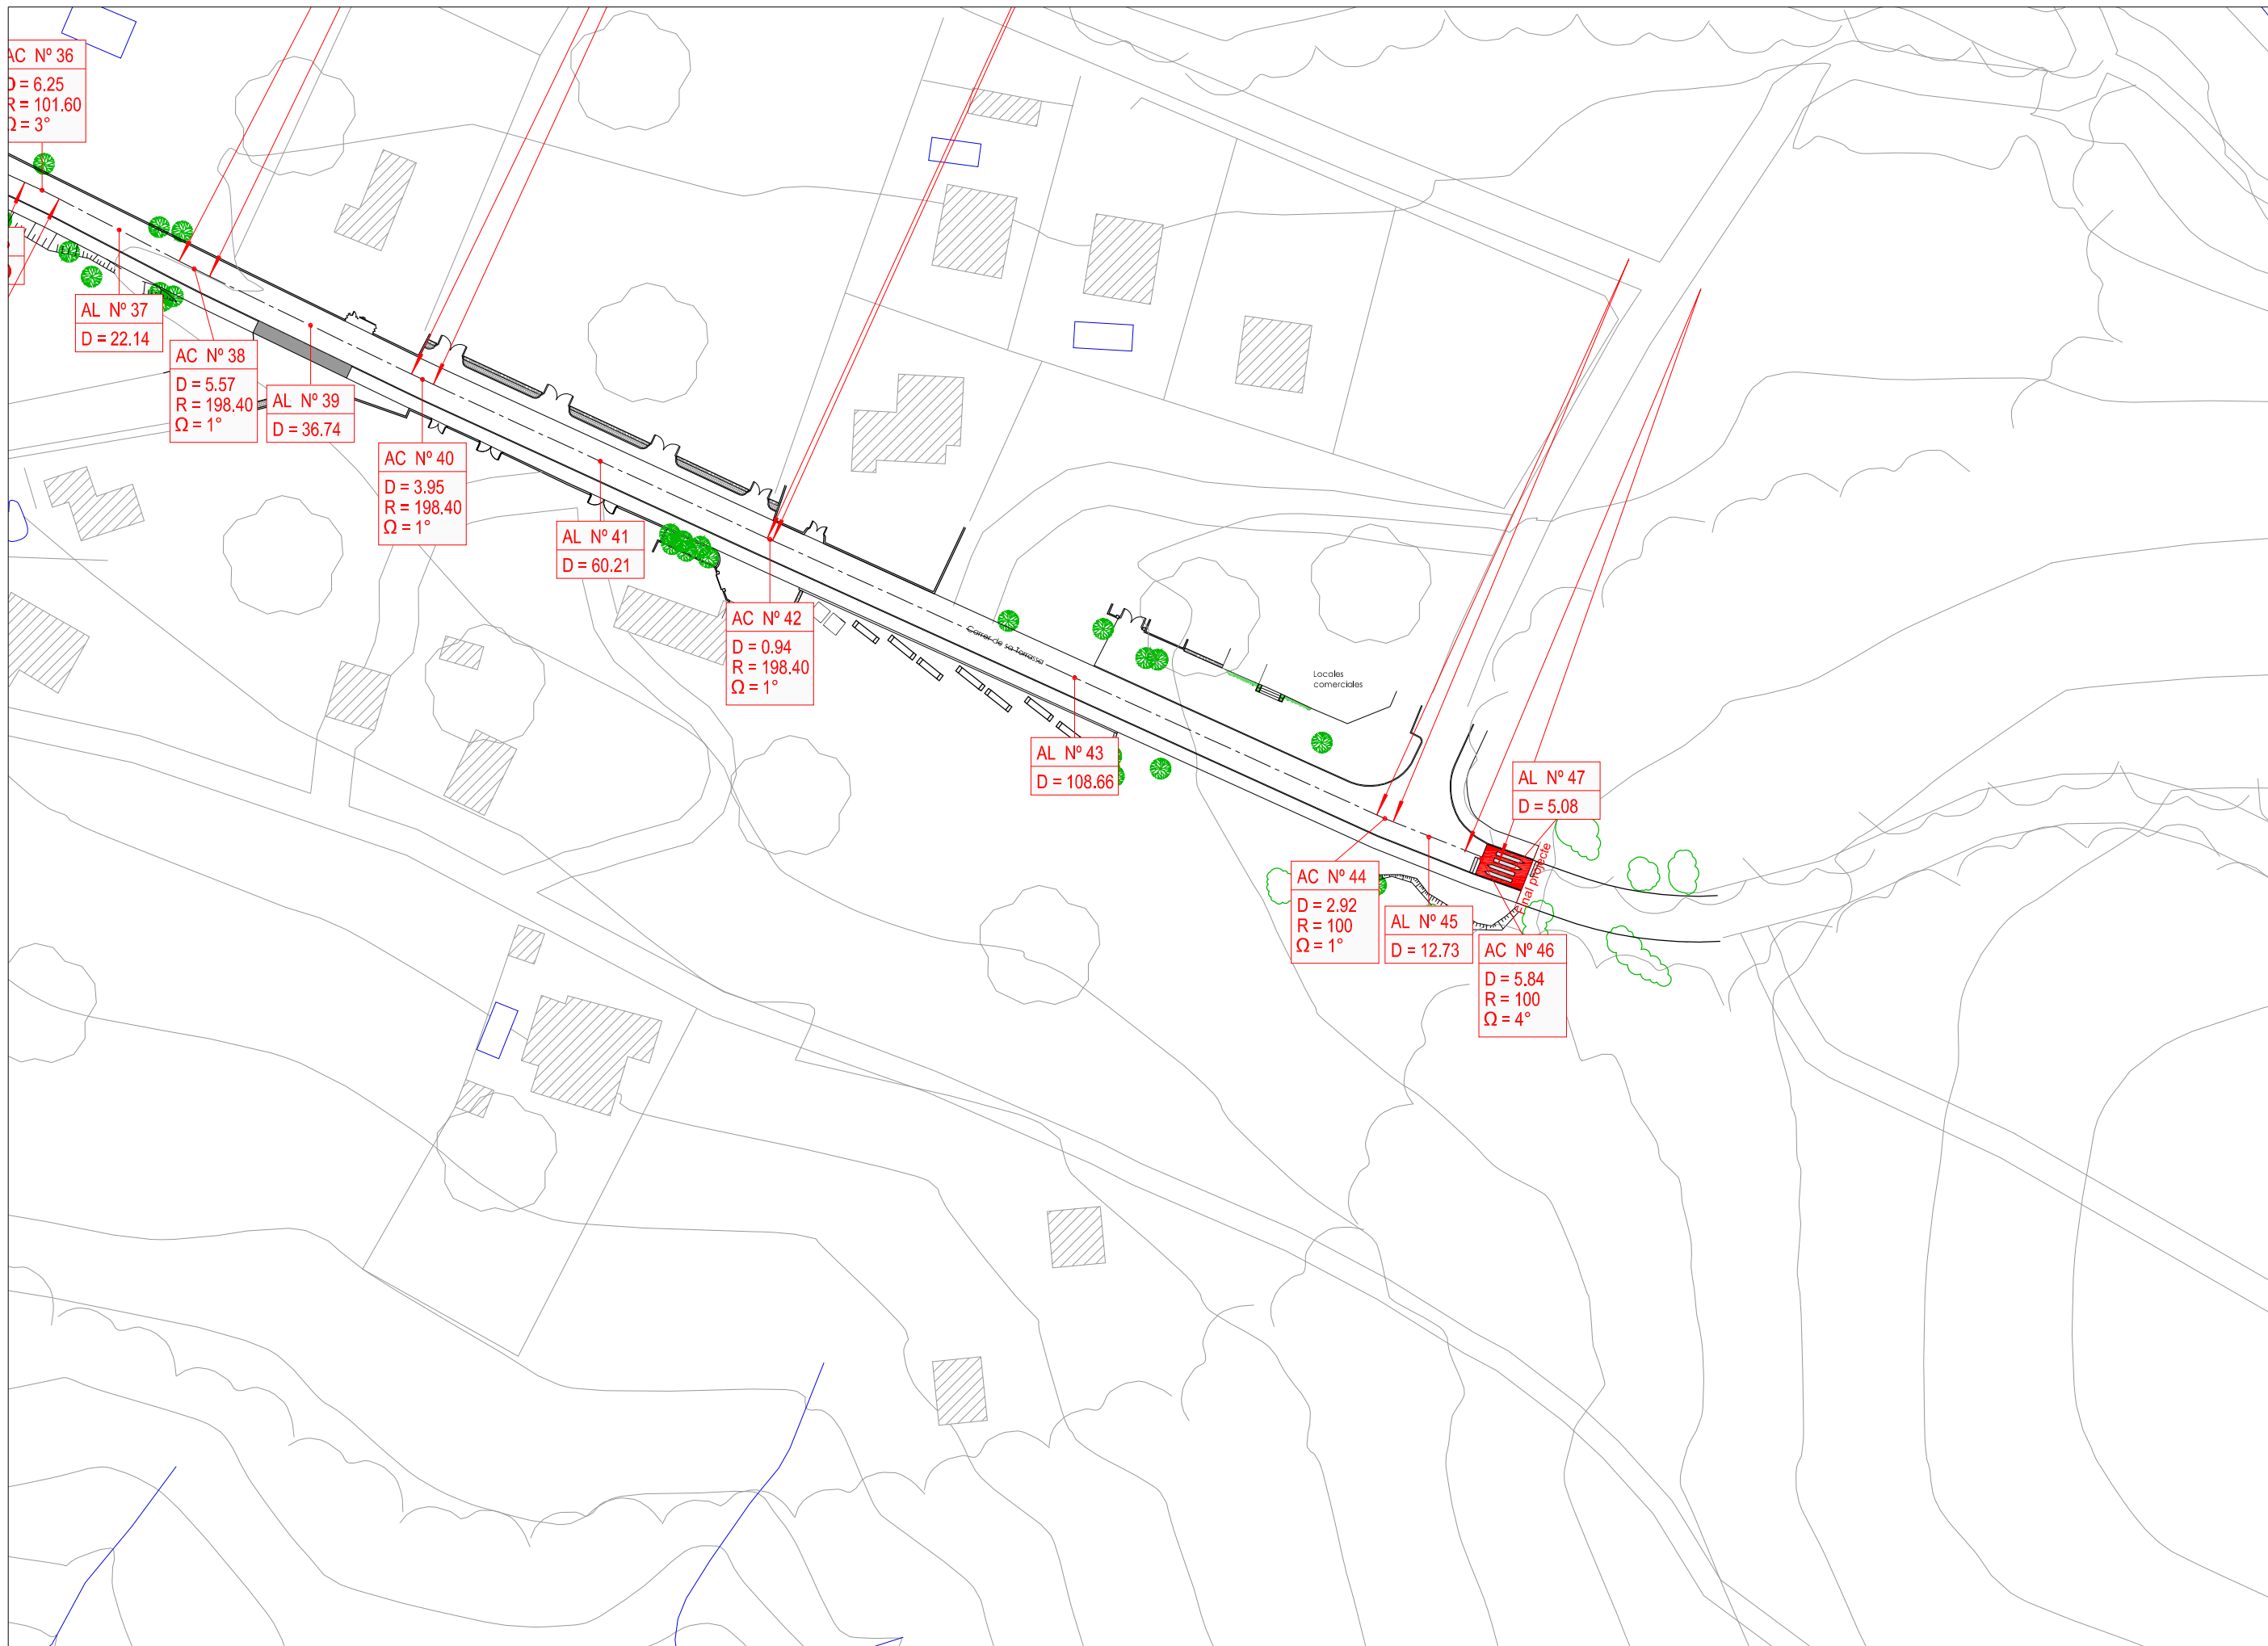 AC Nº 36
D = 6.25
R = 101.60
Ω = 3°
AL Nº 37
D = 22.14
AC Nº 38
D = 5.57
R = 198.40
Ω = 1°
AL Nº 39
D = 36.74
AC Nº 40
D = 3.95
R = 198.40
Ω = 1°
AL Nº 41
D = 60.21
AC Nº 42
D = 0.94
R = 198.40
Ω = 1°
Carrer de sa Torrassa
Locales
comerciales
AL Nº 43
D = 108.66
AC Nº 44
D = 2.92
R = 100
Ω = 1°
AL Nº 45
D = 12.73
AC Nº 46
D = 5.84
R = 100
Ω = 4°
AL Nº 47
D = 5.08
Final projecte